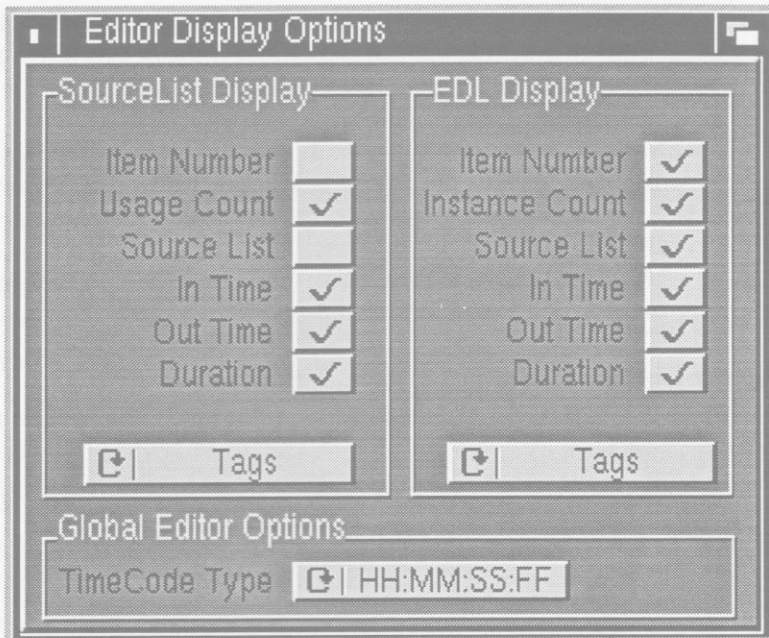 Editor Display Options
SourceList Display
Item Number
Usage Count
Source List
In Time
Out Time
Duration
Tags
EDL Display
Item Number
Instance Count
Source List
In Time
Out Time
Duration
Tags
Global Editor Options
TimeCode Type HH:MM:SS:FF